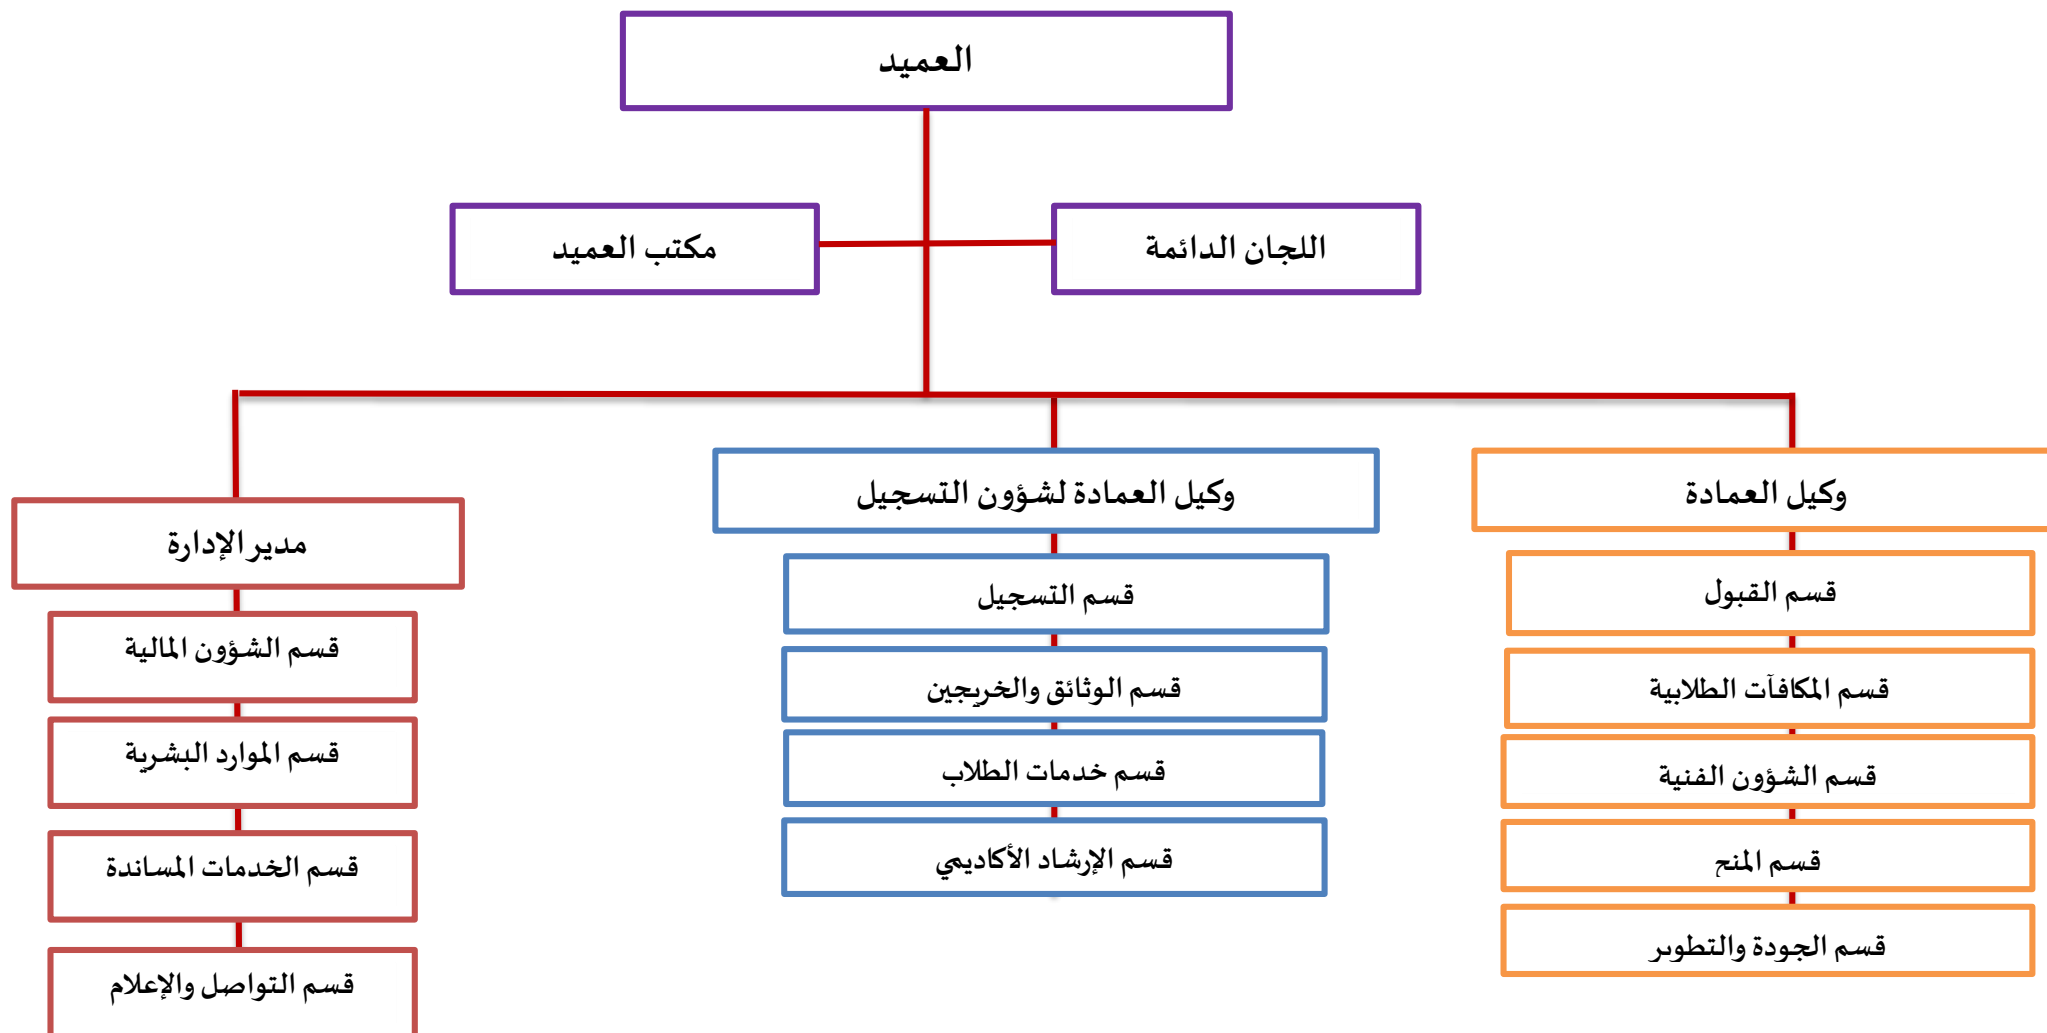 العميد
اللجان الدائمة
مكتب العميد
وكيل العمادة
قسم القبول
قسم المكافآت الطلابية
قسم الشؤون الفنية
قسم المنح
قسم الجودة والتطوير
وكيل العمادة لشؤون التسجيل
قسم التسجيل
قسم الوثائق والخريجين
قسم خدمات الطلاب
قسم الإرشاد الأكاديمي
مدير الإدارة
قسم الشؤون المالية
قسم الموارد البشرية
قسم الخدمات المساندة
قسم التواصل والإعلام